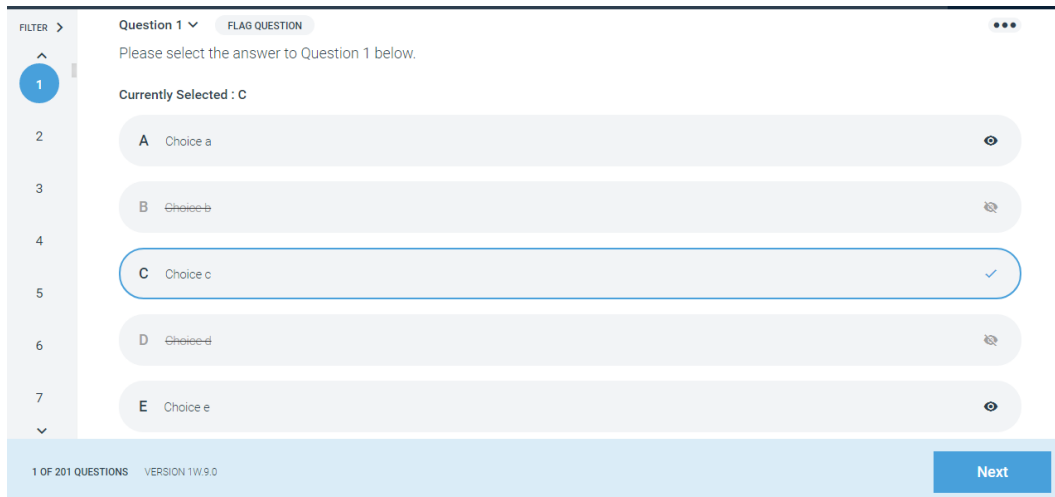 FILTER
Question 1 FLAG QUESTION
Please select the answer to Question 1 below.
1
Currently Selected : C
2
A Choice a
3
B Choice b
4
C Choice c
5
6
D Choice d
7
E Choice e
1 OF 201 QUESTIONS VERSION 1W.9.0
Next